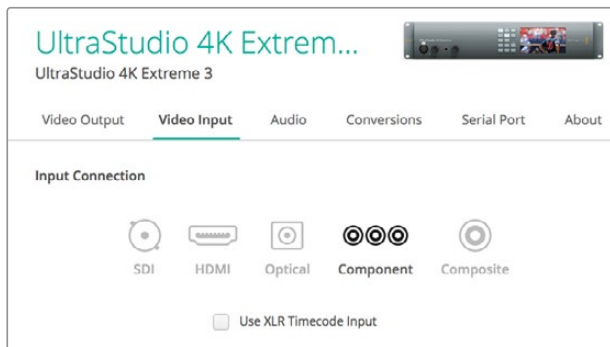 UltraStudio 4K Extrem...
UltraStudio 4K Extreme 3
Video Output Video Input Audio Conversions Serial Port About
Input Connection
SDI HDMI Optical Component Composite
Use XLR Timecode Input